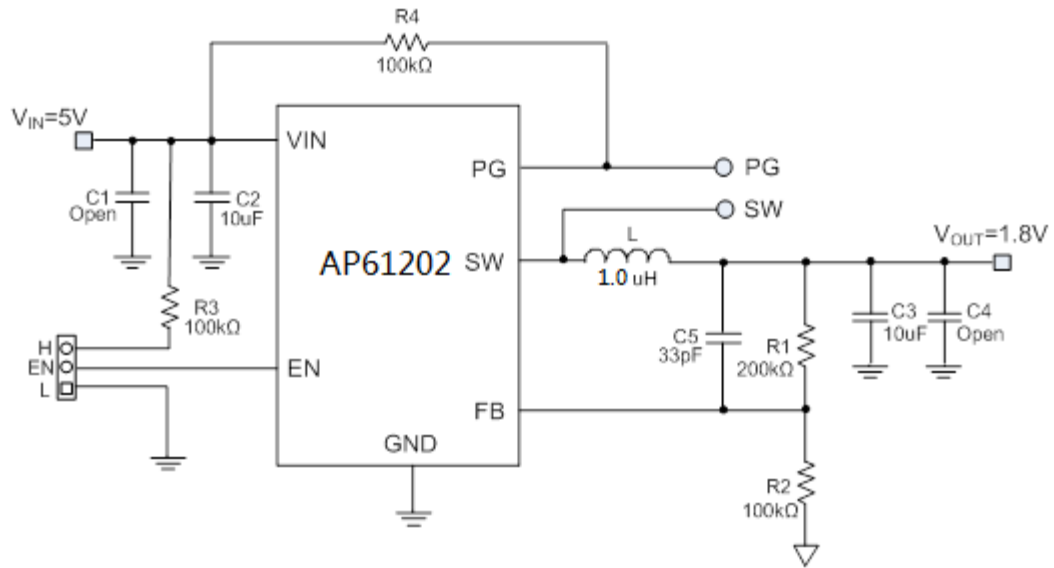 R4
100kΩ
VIN=5V
VIN
C1
Open
C2
10uF
PG
PG
SW
AP61202
SW
L
1.0 uH
VOUT=1.8V
R3
100kΩ
C5
33pF
R1
200kΩ
C3
10uF
C4
Open
H
EN
L
EN
FB
GND
R2
100kΩ